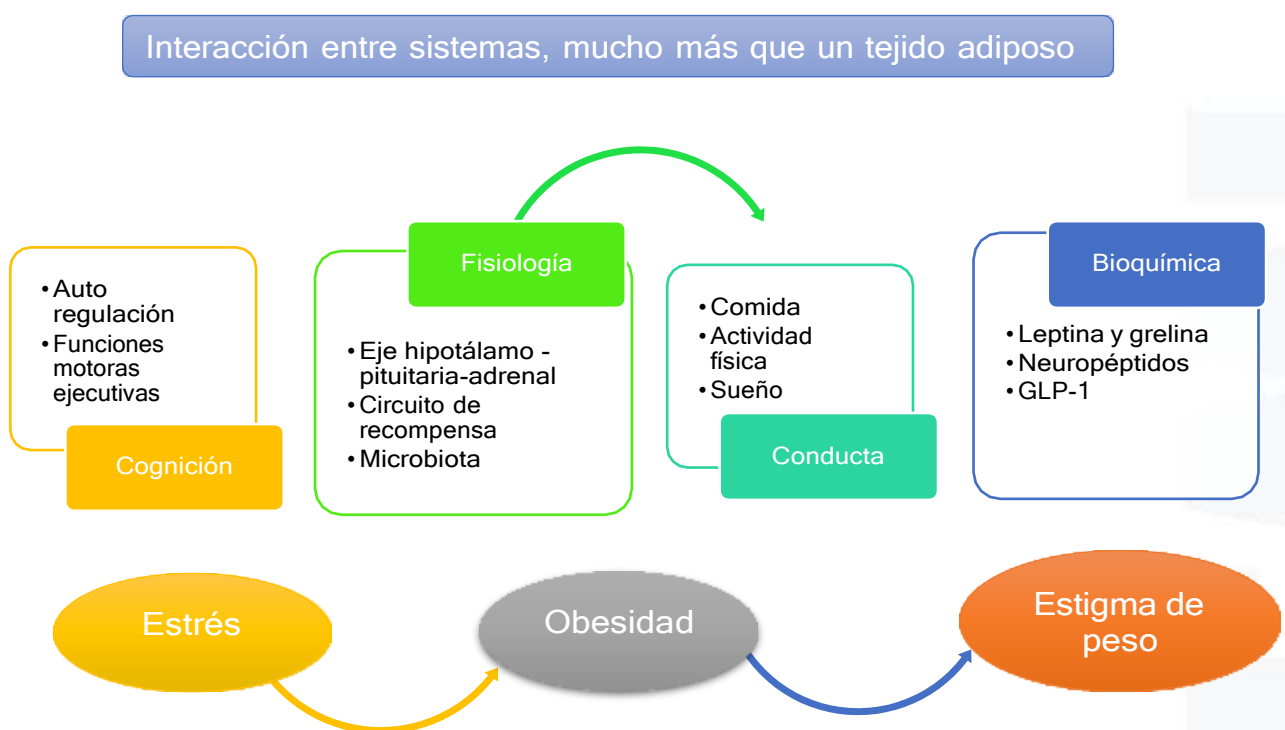 Interacción entre sistemas, mucho más que un tejido adiposo
• Auto
regulación
• Funciones
motoras
ejecutivas
Cognición
Fisiología
• Eje hipotálamo -
pituitaria-adrenal
• Circuito de
recompensa
• Microbiota
• Comida
• Actividad
física
• Sueño
Conducta
Bioquímica
• Leptina y grelina
• Neuropéptidos
• GLP-1
Estrés
Obesidad
Estigma de
peso